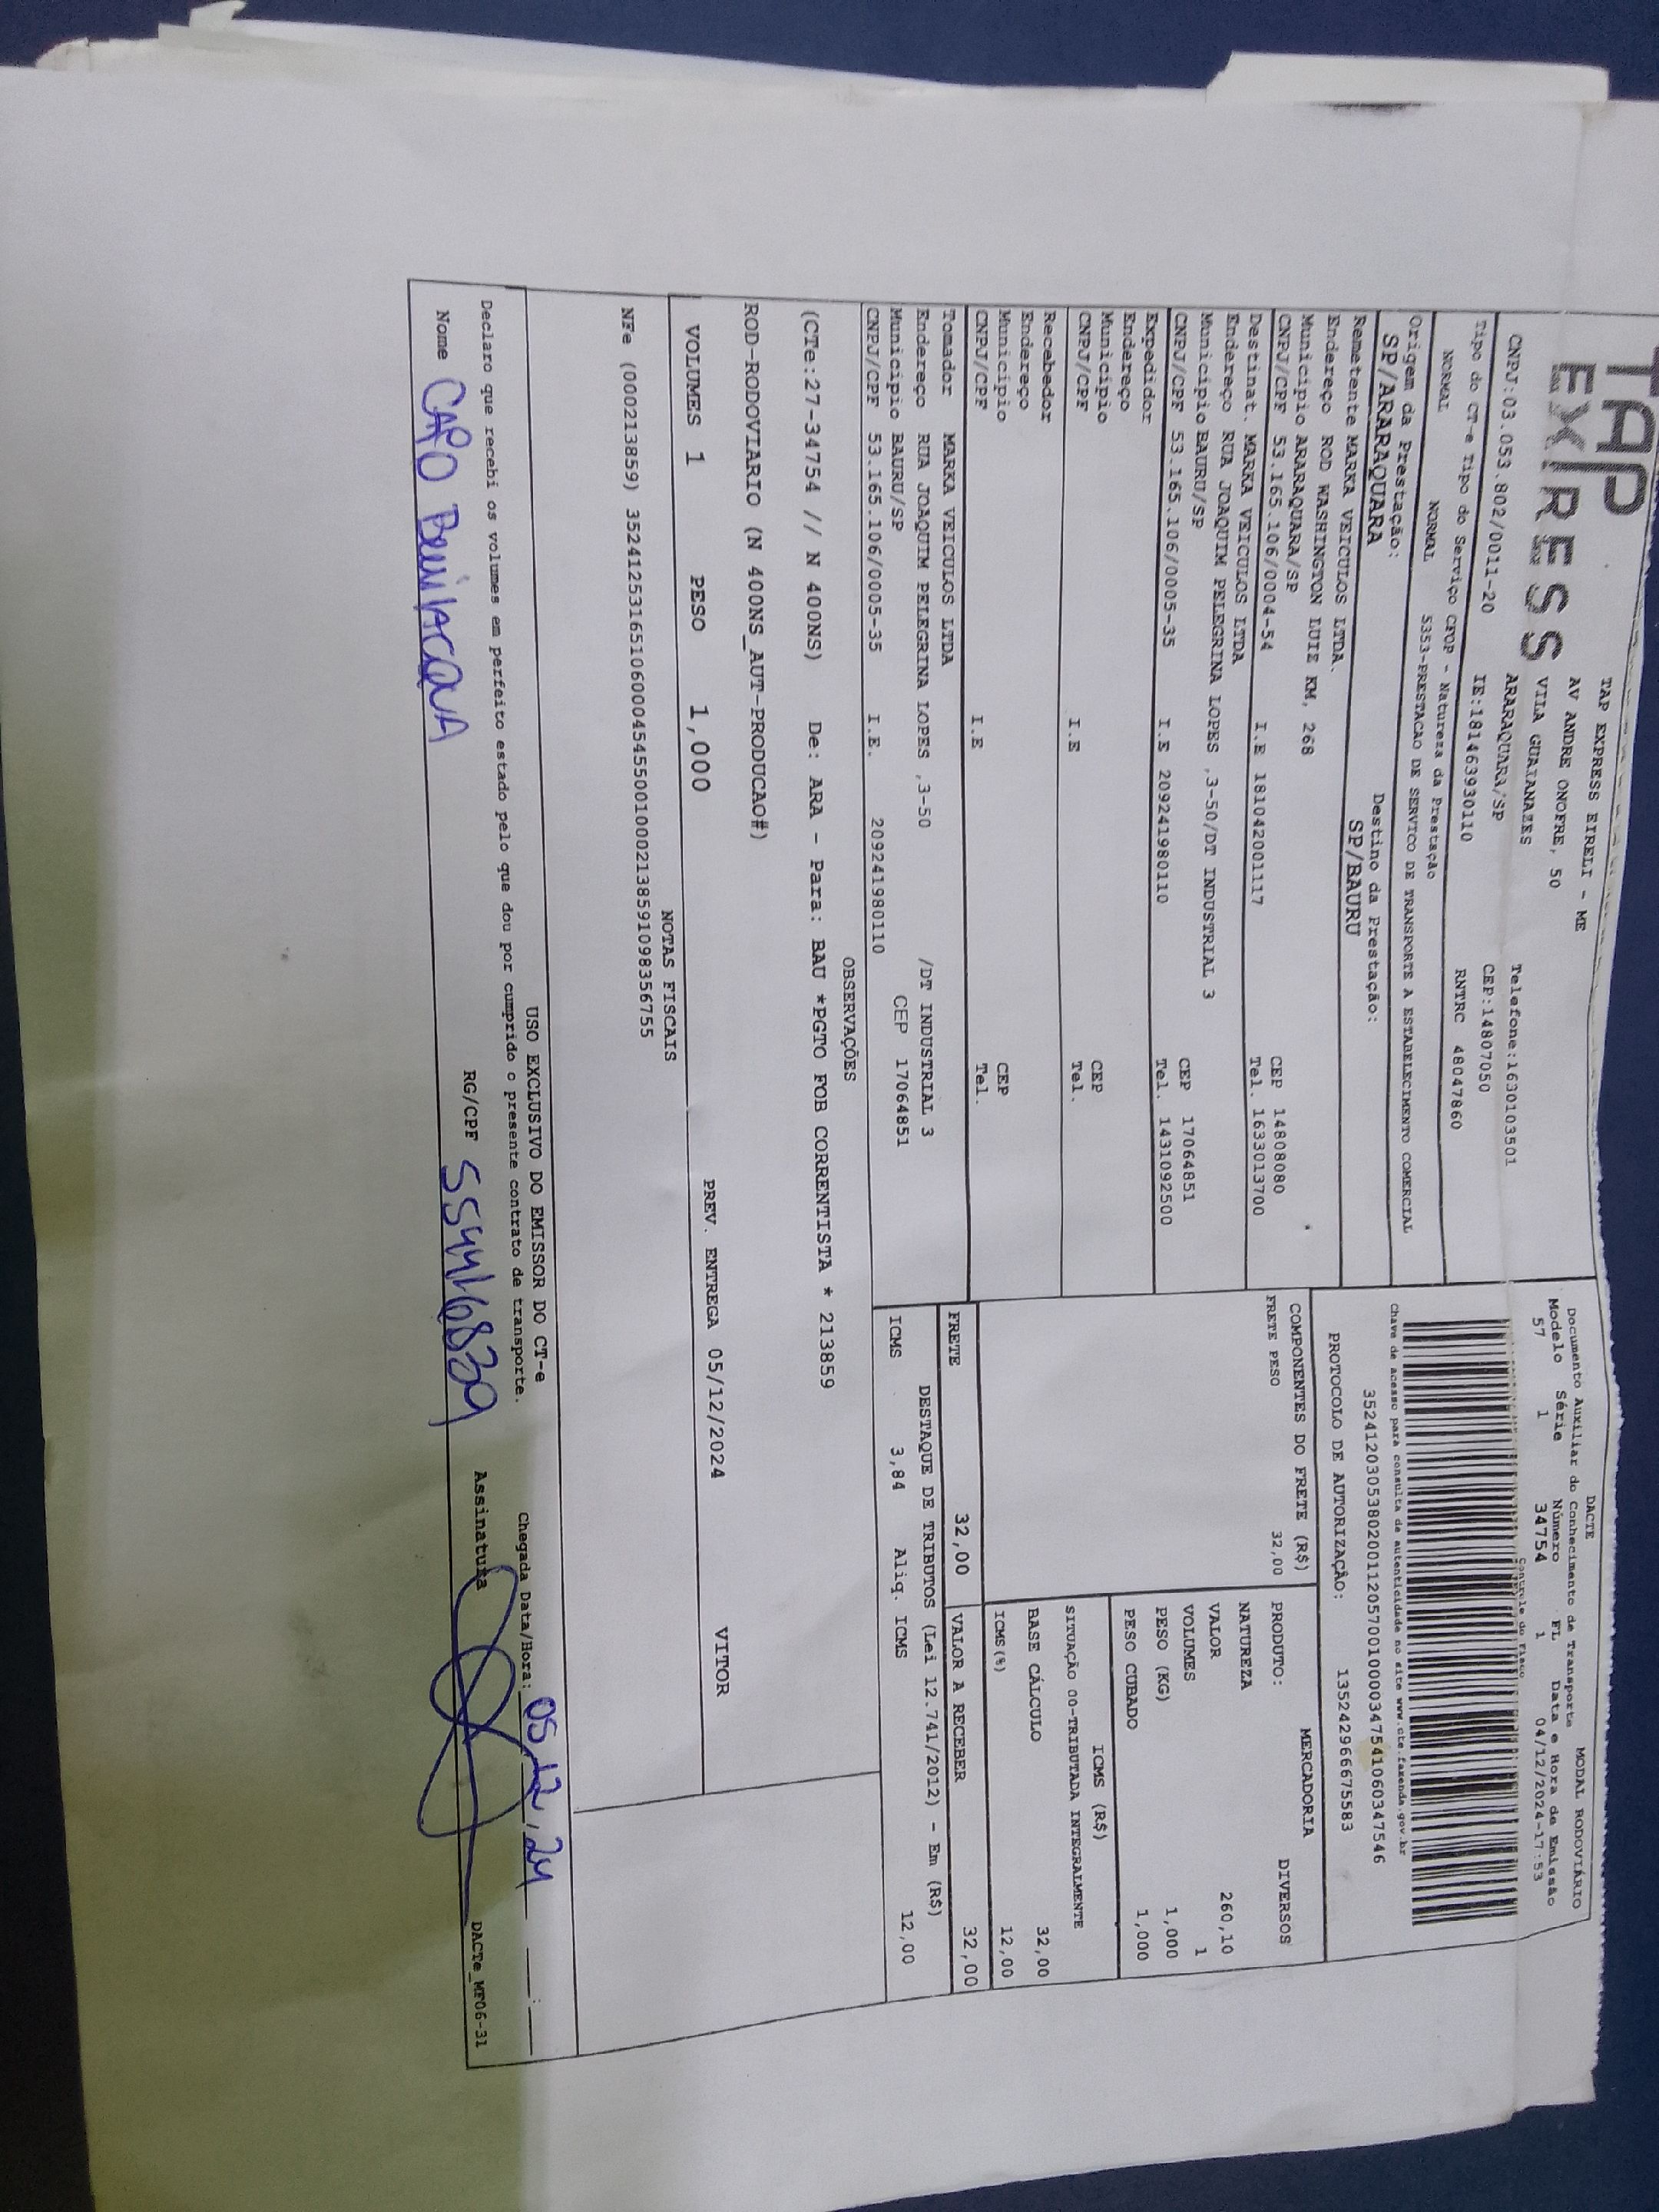 TAP
EXPRESS
TAP EXPRESS EIRELI - ME
AV ANDRE ONOFRE, 50
VILA GUAIANAZES
ARARAQUARA/SP
Telefone:1630103501
CEP:14807050
CNPJ:03.053.802/0011-20 IE:181463930110 RNTRC 48047860
Tipo do CT-e Tipo do Serviço CFOP - Natureza da Prestação
NORMAL NORMAL 5353-PRESTACAO DE SERVICO DE TRANSPORTE A ESTABELECIMENTO COMERCIAL
Origem da Prestação: Destino da Prestação:
SP/ARARAQUARA SP/BAURU
DACTE MODAL RODOVIÁRIO
Documento Auxiliar do Conhecimento de Transporte
Modelo Série Número FL Data e Hora de Emissão
57 1 34754 1 04/12/2024-17:53
Controle do Fisco
Chave de acesso para consulta de autenticidade no site www.cte.fazenda.gov.br
35241203053802001120570010000347541060347546
PROTOCOLO DE AUTORIZAÇÃO: 135242966675583
Remetente MARKA VEICULOS LTDA.
Endereço ROD WASHINGTON LUIE KM, 268
Municipio ARARAQUARA/SP CEP 14808080
CNPJ/CPF 53.165.106/0004-54 I.E 181042001117 Tel. 1633013700
Destinat. MARKA VEICULOS LTDA
Endereço RUA JOAQUIM PELEGRINA LOPES ,3-50/DT INDUSTRIAL 3
Municipio BAURU/SP CEP 17064851
CNPJ/CPF 53.165.106/0005-35 I.E 209241980110 Tel. 1431092500
Expedidor
Endereço
Municipio CEP
CNPJ/CPF I.E Tel.
Recebedor
Endereço
Municipio CEP
CNPJ/CPF I.E Tel.
Tomador MARKA VEICULOS LTDA
Endereço RUA JOAQUIM PELEGRINA LOPES ,3-50 /DT INDUSTRIAL 3
Municipio BAURU/SP CEP 17064851
CNPJ/CPF 53.165.106/0005-35 I.E. 209241980110
COMPONENTES DO FRETE (R$)
FRETE PESO 32,00
MERCADORIA
PRODUTO: DIVERSOS
NATUREZA
VALOR 260,10
VOLUMES 1
PESO (KG) 1,000
PESO CUBADO 1,000
ICMS (R$)
SITUAÇÃO 00-TRIBUTADA INTEGRALMENTE
BASE CÁLCULO 32,00
ICMS(%) 12,00
FRETE 32,00 VALOR A RECEBER 32,00
DESTAQUE DE TRIBUTOS (Lei 12.741/2012) - Em (R$)
ICMS 3,84 Aliq. ICMS 12,00
OBSERVAÇÕES
(CTe:27-34754 // N 400NS) De: ARA - Para: BAU *PGTO FOB CORRENTISTA * 213859
ROD-RODOVIARIO (N 400NS_AUT-PRODUCAO#)
VOLUMES 1 PESO 1,000 PREV. ENTREGA 05/12/2024 VITOR
NOTAS FISCAIS
NFe (000213859) 35241253165106000454550010002138591098356755
USO EXCLUSIVO DO EMISSOR DO CT-e
Declaro que recebi os volumes em perfeito estado pelo que dou por cumprido o presente contrato de transporte. Chegada Data/Hora: 05,12,24 __:__
Nome RG/CPF Assinatura
DACTe_MF06-31